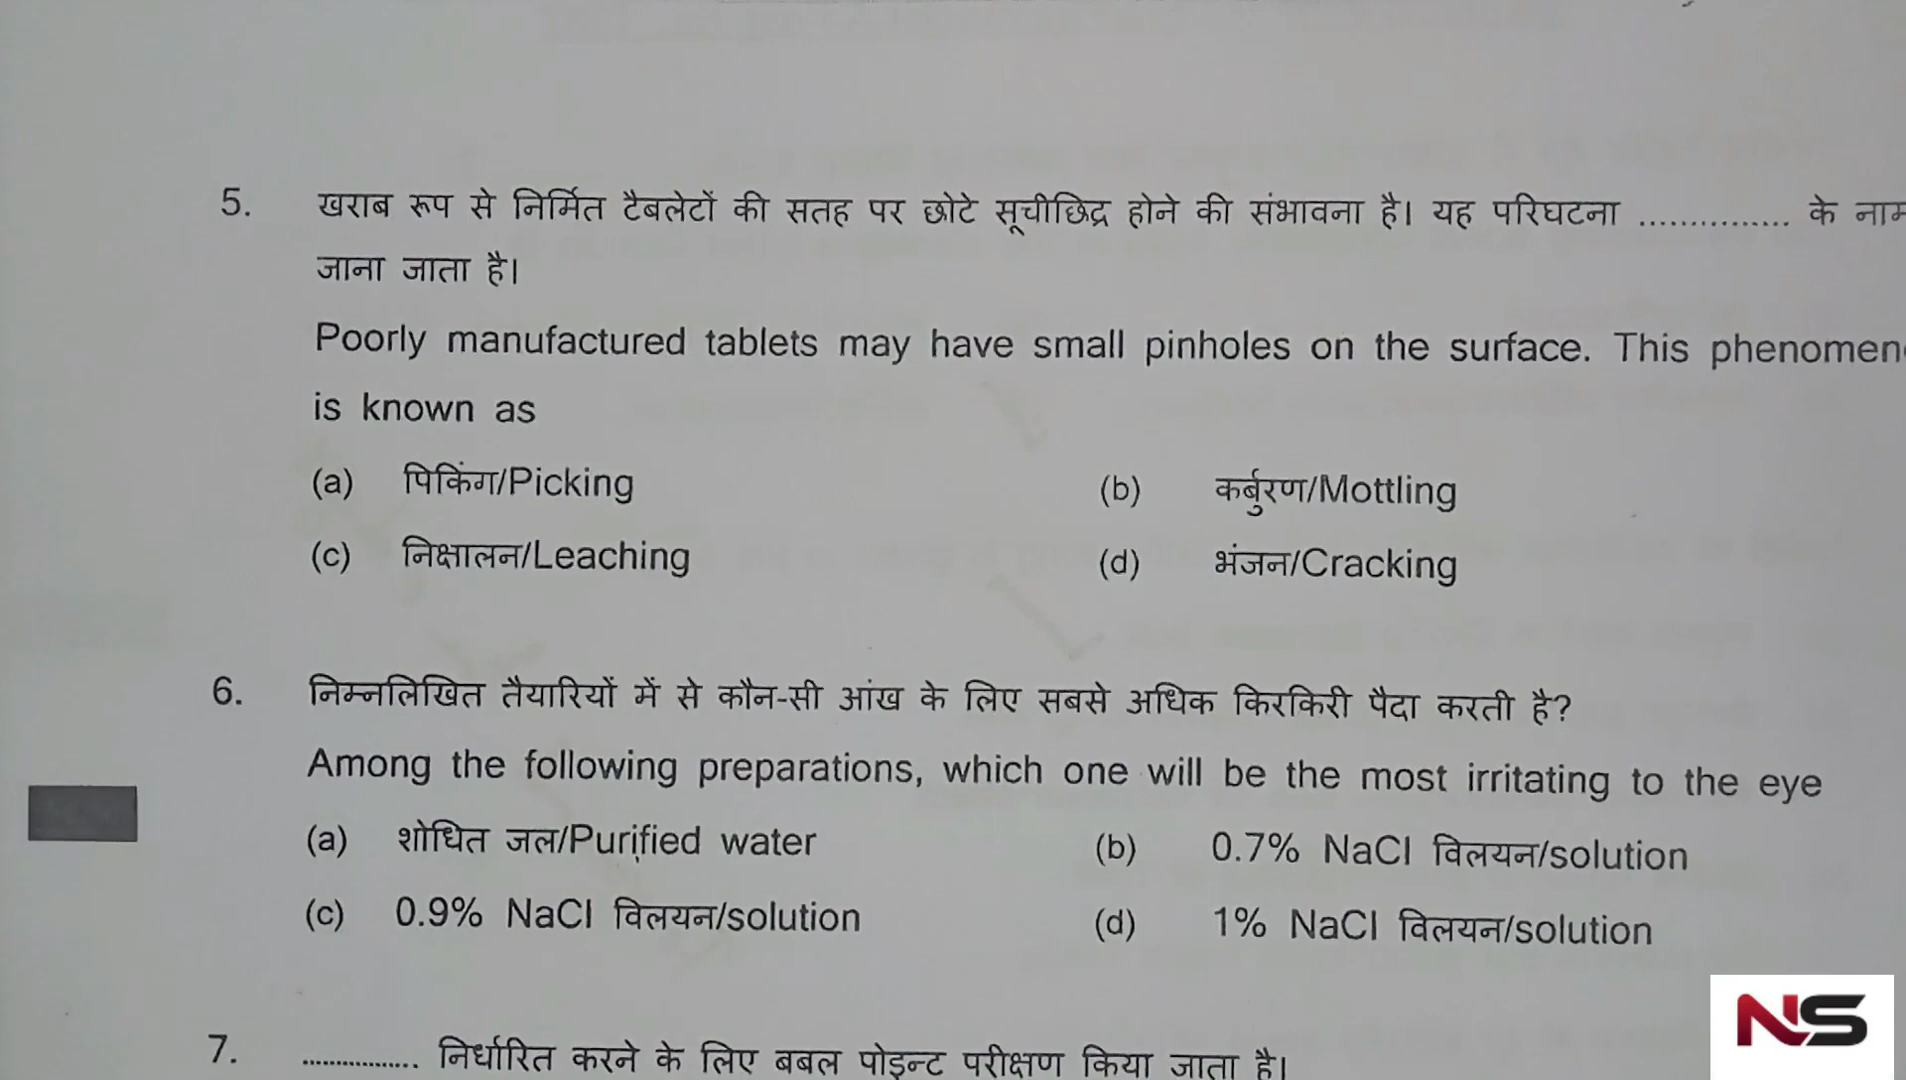 5. खराब रूप से निर्मित टैबलेटों की सतह पर छोटे सूचीछिद्र होने की संभावना है। यह परिघटना ............... के
जाना जाता है।
Poorly manufactured tablets may have small pinholes on the surface. This
is known as
(a) पिकिंग/Picking (b) कर्बुरण/Mottling
(c) निक्षालन/Leaching (d) भंजन/Cracking
6. निम्नलिखित तैयारियों में से कौन-सी आंख के लिए सबसे अधिक किरकिरी पैदा करती है?
Among the following preparations, which one will be the most irritating to the eye
(a) शोधित जल/Purified water (b) 0.7% NaCl विलयन/solution
(c) 0.9% NaCl विलयन/solution (d) 1% NaCl विलयन/solution
7. ............... निर्धारित करने के लिए बबल पोइन्ट परीक्षण किया जाता है।
NS